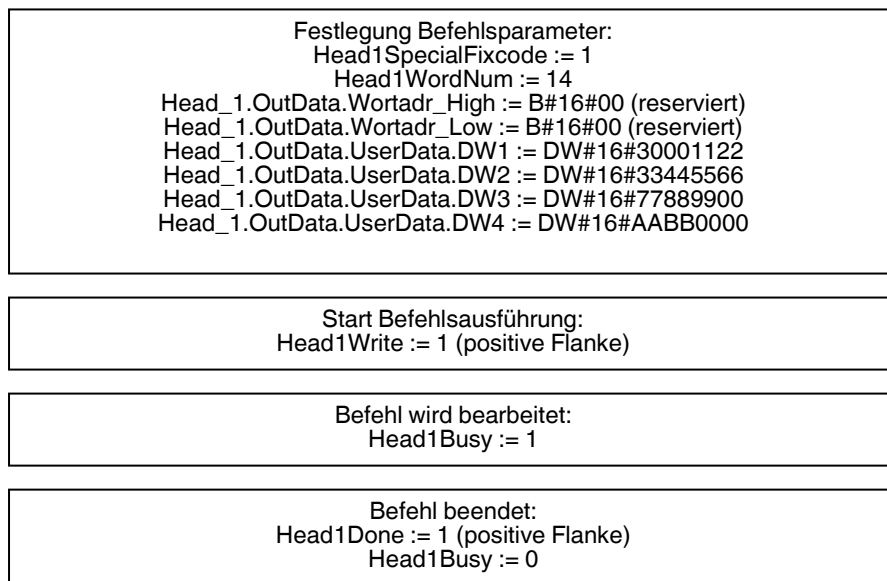 Festlegung Befehlsparameter:
Head1SpecialFixcode := 1
Head1WordNum := 14
Head_1.OutData.Wortadr_High := B#16#00 (reserviert)
Head_1.OutData.Wortadr_Low := B#16#00 (reserviert)
Head_1.OutData.UserData.DW1 := DW#16#30001122
Head_1.OutData.UserData.DW2 := DW#16#33445566
Head_1.OutData.UserData.DW3 := DW#16#77889900
Head_1.OutData.UserData.DW4 := DW#16#AABB0000
Start Befehlsausführung:
Head1Write := 1 (positive Flanke)
Befehl wird bearbeitet:
Head1Busy := 1
Befehl beendet:
Head1Done := 1 (positive Flanke)
Head1Busy := 0